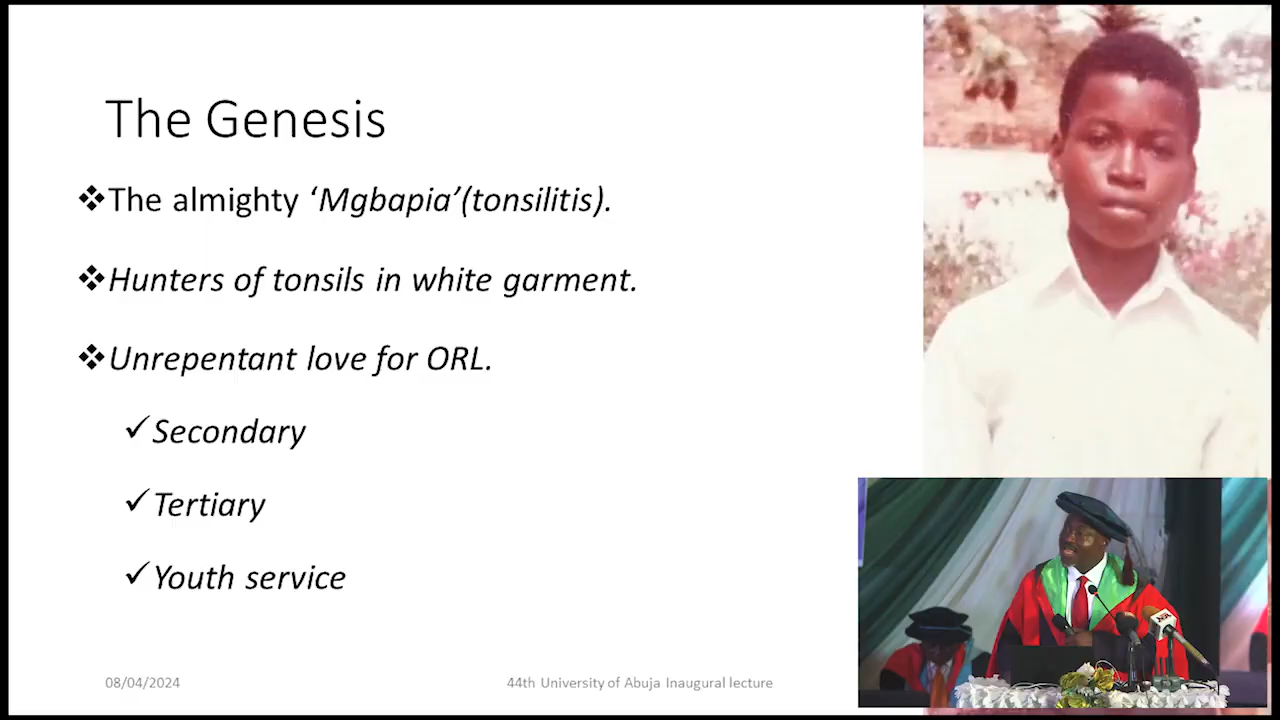 The Genesis
❖The almighty ‘Mgbapia’(tonsilitis).
❖Hunters of tonsils in white garment.
❖Unrepentant love for ORL.
✓Secondary
✓Tertiary
✓Youth service
08/04/2024
44th University of Abuja Inaugural lecture